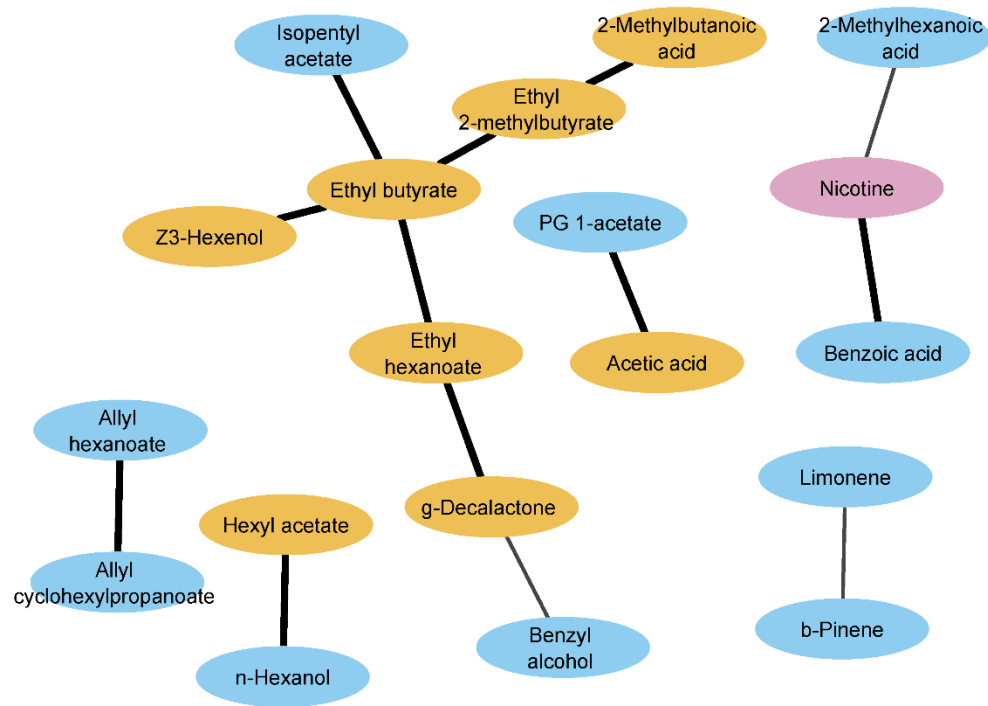 Isopentyl
acetate
2-Methylbutanoic
acid
2-Methylhexanoic
acid
Ethyl
2-methylbutyrate
Ethyl butyrate
Nicotine
Z3-Hexenol
PG 1-acetate
Ethyl
hexanoate
Acetic acid
Benzoic acid
Allyl
hexanoate
Limonene
g-Decalactone
Hexyl acetate
Allyl
cyclohexylpropanoate
b-Pinene
Benzyl
alcohol
n-Hexanol